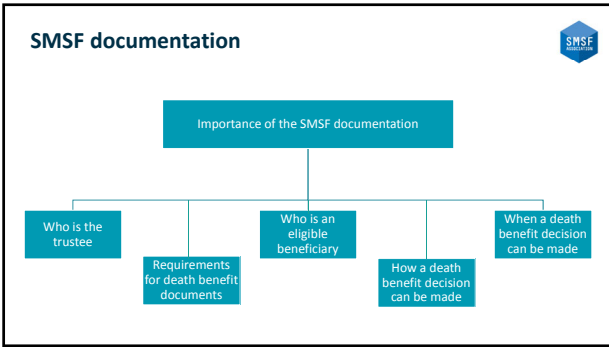 SMSF documentation
SMSF
ASSOCIATION
Importance of the SMSF documentation
Who is the
trustee
Requirements
for death benefit
documents
Who is an
eligible
beneficiary
How a death
benefit decision
can be made
When a death
benefit decision
can be made